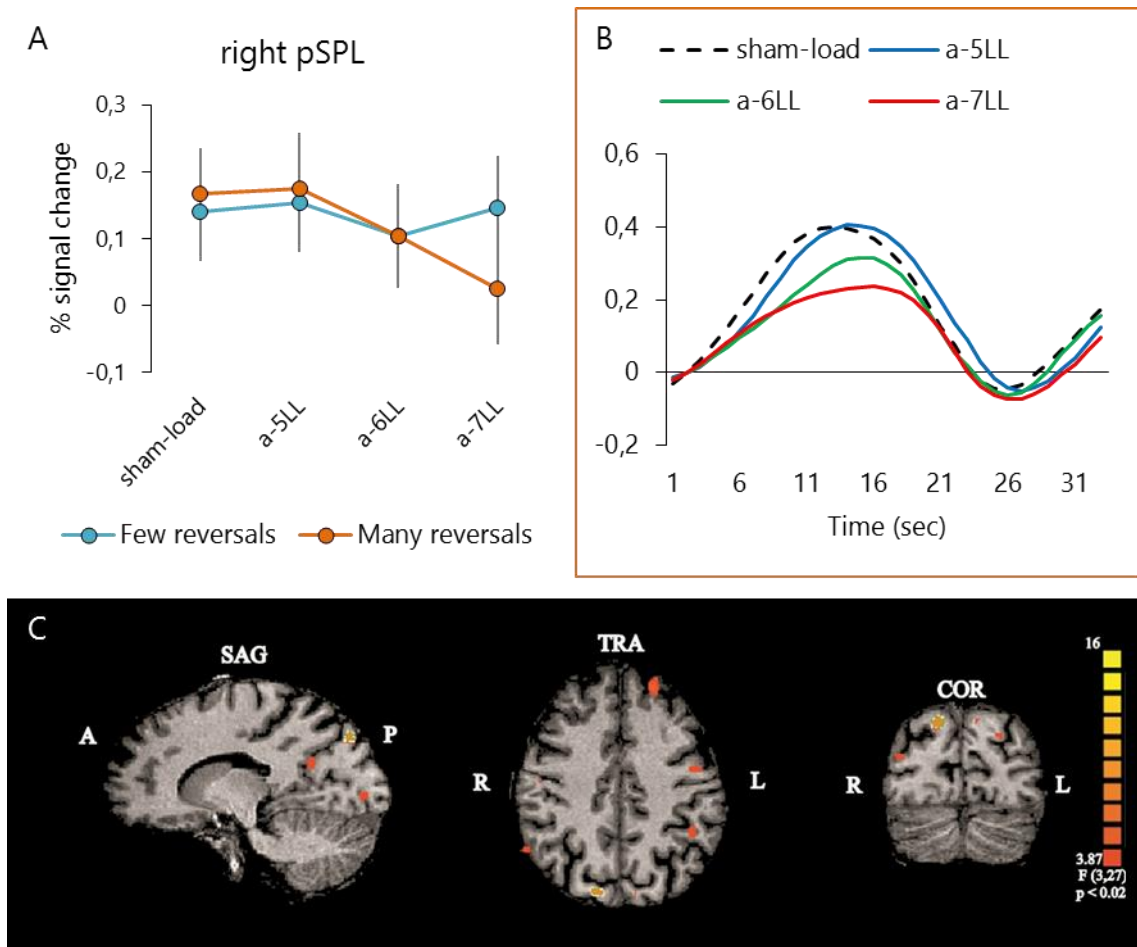 A
right pSPL
0,3
0,2
0,1
0
-0,1
% signal change
sham-load
a-5LL
a-6LL
a-7LL
Few reversals
Many reversals
B
sham-load
a-5LL
a-6LL
a-7LL
0,6
0,4
0,2
0
-0,2
1 6 11 16 21 26 31
Time (sec)
C
SAG
A
P
TRA
R
L
COR
R
L
16
3.87
F (3,27)
p < 0.02